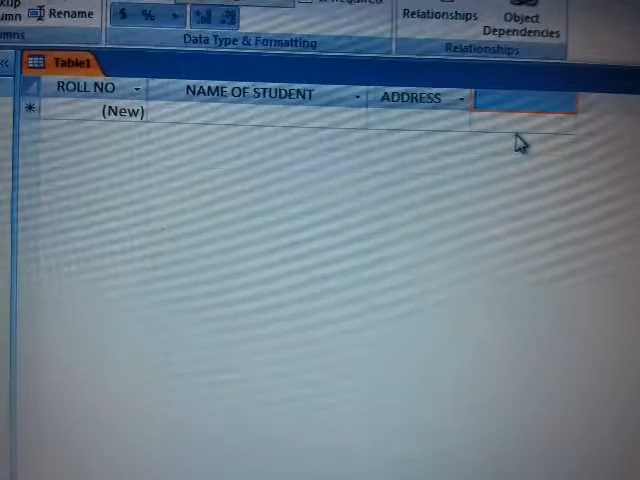 Rename
$ % ,
Data Type & Formatting
Relationships
Object
Dependencies
Relationships
Table1
ROLL NO
NAME OF STUDENT
ADDRESS
* (New)